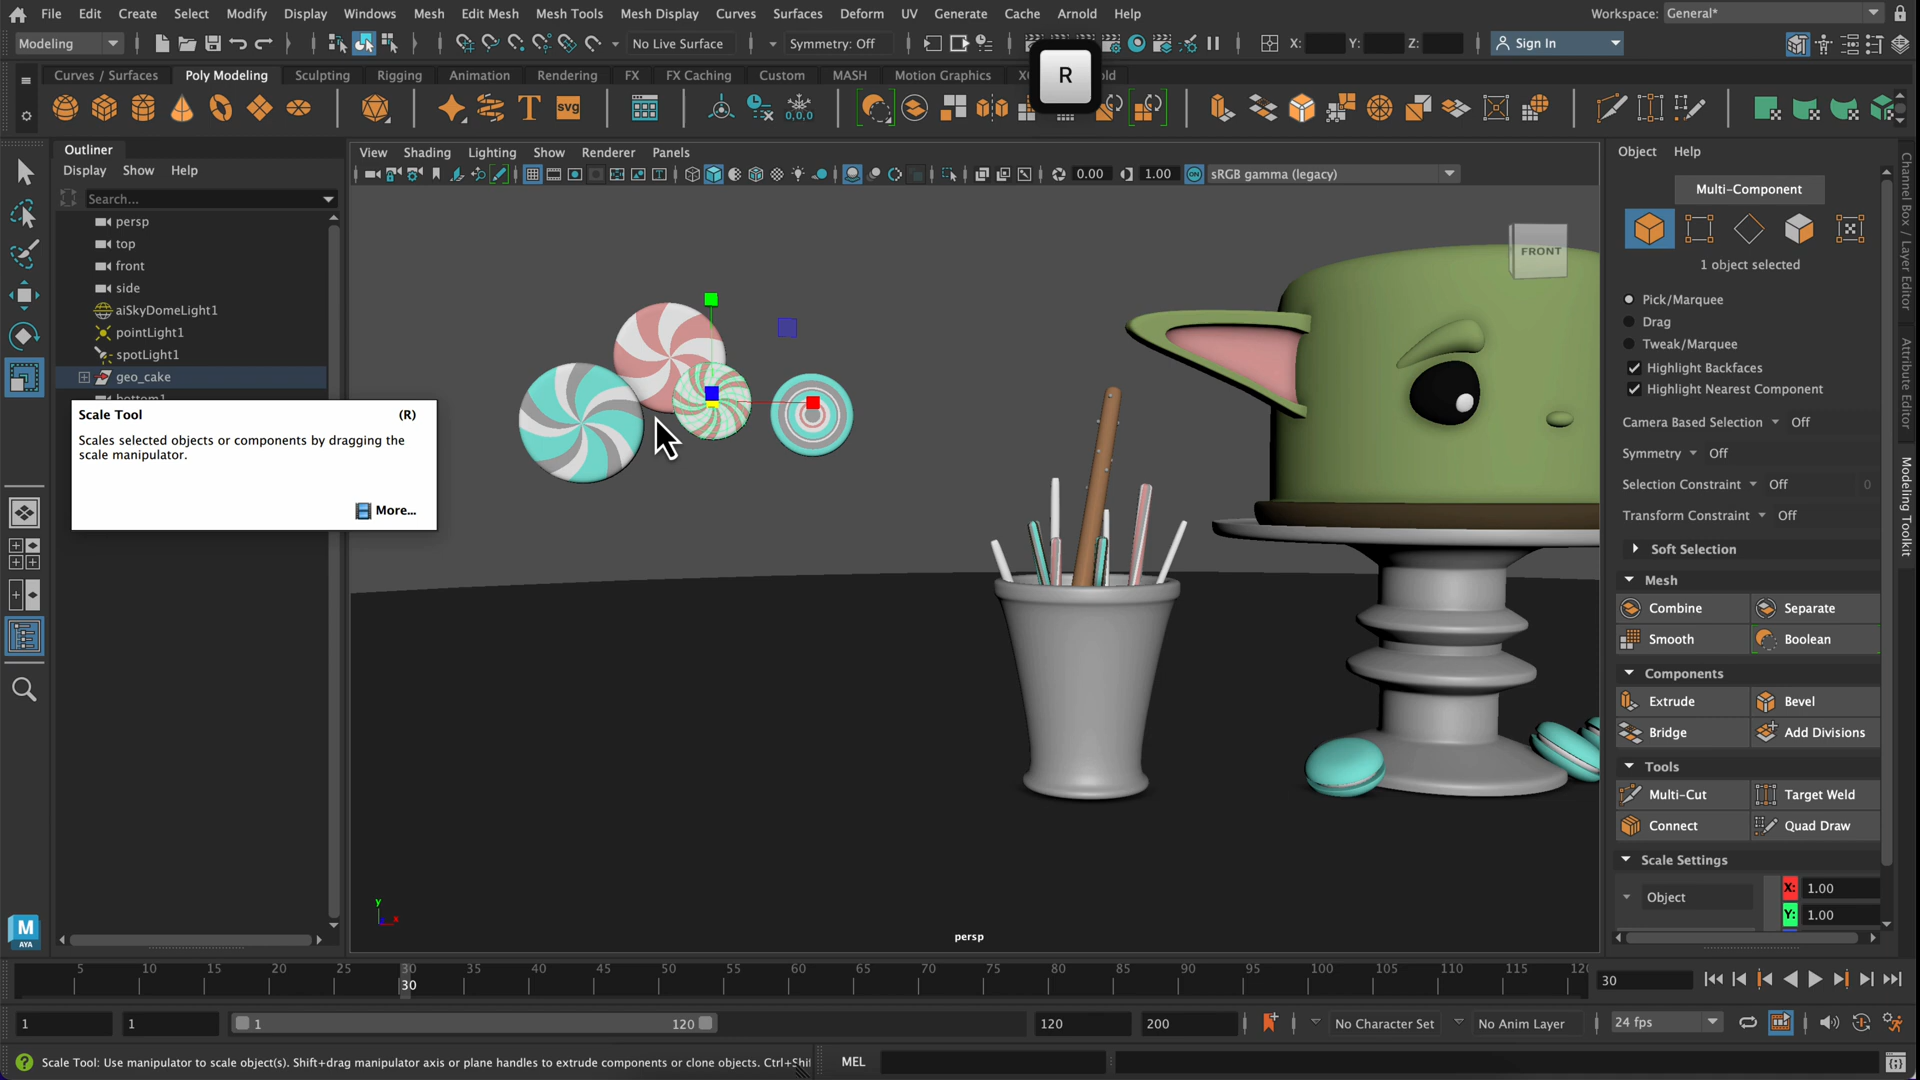 File Edit Create Select Modify Display Windows Mesh Edit Mesh Mesh Tools Mesh Display Curves Surfaces Deform UV Generate Cache Arnold Help
Workspace: General*
Modeling
No Live Surface
Symmetry: Off
X: Y: Z:
Sign In
R
Curves / Surfaces Poly Modeling Sculpting Rigging Animation Rendering FX FX Caching Custom MASH Motion Graphics
T svg
0,0,0
Outliner
Display Show Help
Search...
persp
top
front
side
aiSkyDomeLight1
pointLight1
spotLight1
geo_cake
Scale Tool (R)
Scales selected objects or components by dragging the
scale manipulator.
More...
View Shading Lighting Show Renderer Panels
0.00 1.00 ON sRGB gamma (legacy)
FRONT
y
x
persp
Object Help
Multi-Component
1 object selected
Pick/Marquee
Drag
Tweak/Marquee
Highlight Backfaces
Highlight Nearest Component
Camera Based Selection Off
Symmetry Off
Selection Constraint Off 0
Transform Constraint Off
Soft Selection
Mesh
Combine Separate
Smooth Boolean
Components
Extrude Bevel
Bridge Add Divisions
Tools
Multi-Cut Target Weld
Connect Quad Draw
Scale Settings
Object
X: 1.00
Y: 1.00
Channel Box / Layer Editor
Attribute Editor
Modeling Toolkit
M
AYA
5 10 15 20 25 30 35 40 45 50 55 60 65 70 75 80 85 90 95 100 105 110 115 120
30
30
1 1 1 120 120 200
No Character Set
No Anim Layer
24 fps
Scale Tool: Use manipulator to scale object(s). Shift+drag manipulator axis or plane handles to extrude components or clone objects. Ctrl+Shif
MEL